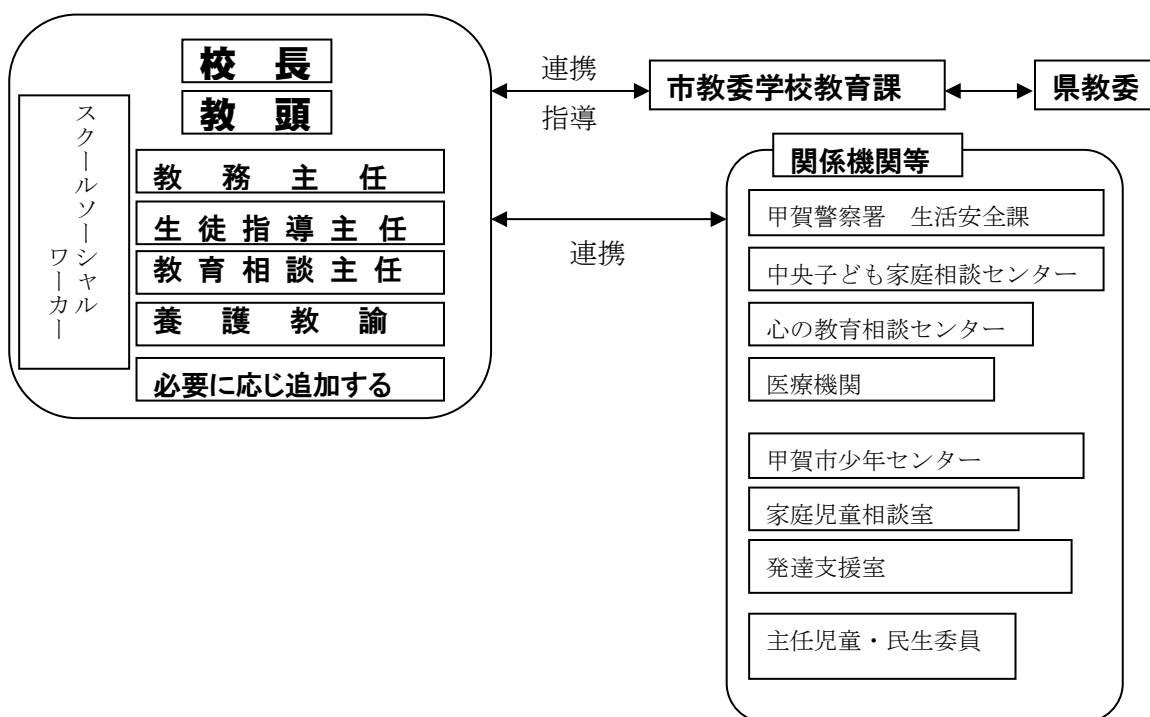 校長
教頭
スクールソーシャル
ワーカー
教務主任
生徒指導主任
教育相談主任
養護教諭
必要に応じ追加する
連携
指導
市教委学校教育課
県教委
連携
関係機関等
甲賀警察署　生活安全課
中央子ども家庭相談センター
心の教育相談センター
医療機関
甲賀市少年センター
家庭児童相談室
発達支援室
主任児童・民生委員